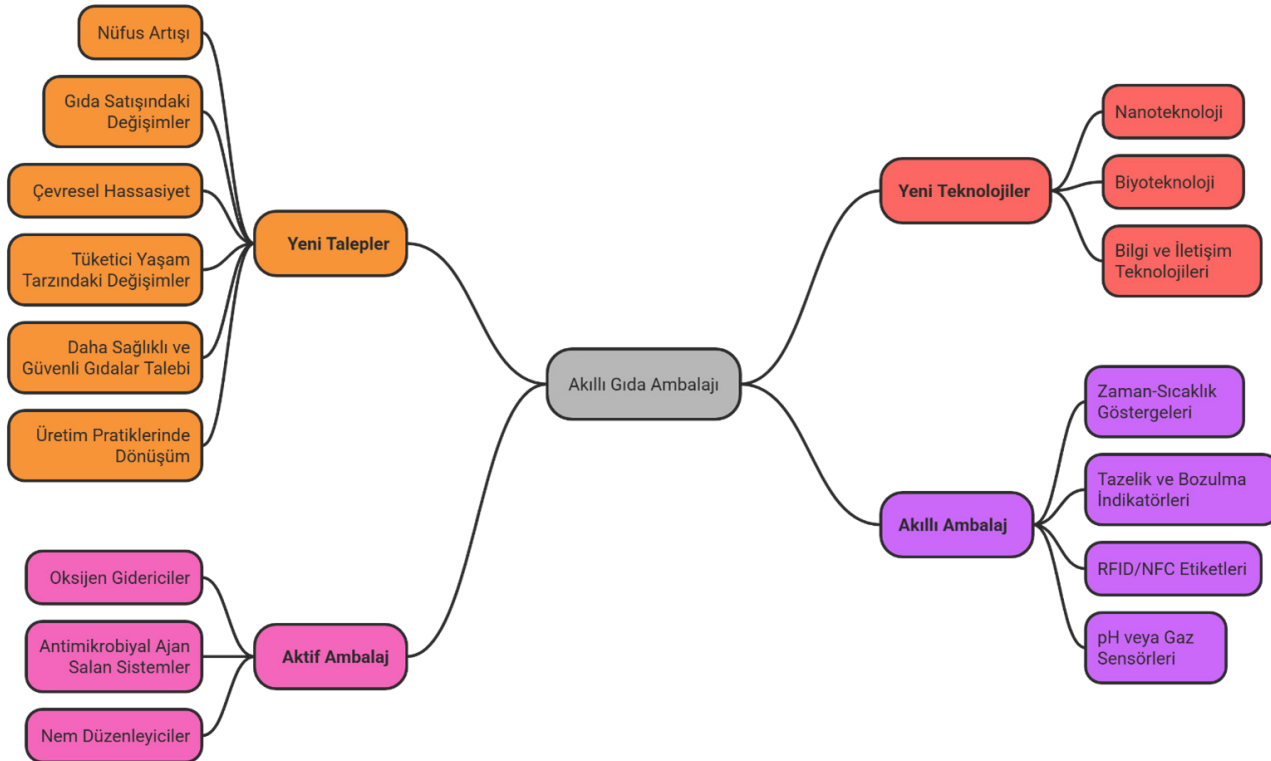 Nüfus Artışı
Gıda Satışındaki
Değişimler
Çevresel Hassasiyet
Tüketici Yaşam
Tarzındaki Değişimler
Daha Sağlıklı ve
Güvenli Gıdalar Talebi
Üretim Pratiklerinde
Dönüşüm
Yeni Talepler
Oksijen Gidericiler
Antimikrobiyal Ajan
Salan Sistemler
Nem Düzenleyiciler
Aktif Ambalaj
Akıllı Gıda Ambalajı
Yeni Teknolojiler
Nanoteknoloji
Biyoteknoloji
Bilgi ve İletişim
Teknolojileri
Akıllı Ambalaj
Zaman-Sıcaklık
Göstergeleri
Tazelik ve Bozulma
İndikatörleri
RFID/NFC Etiketleri
pH veya Gaz
Sensörleri